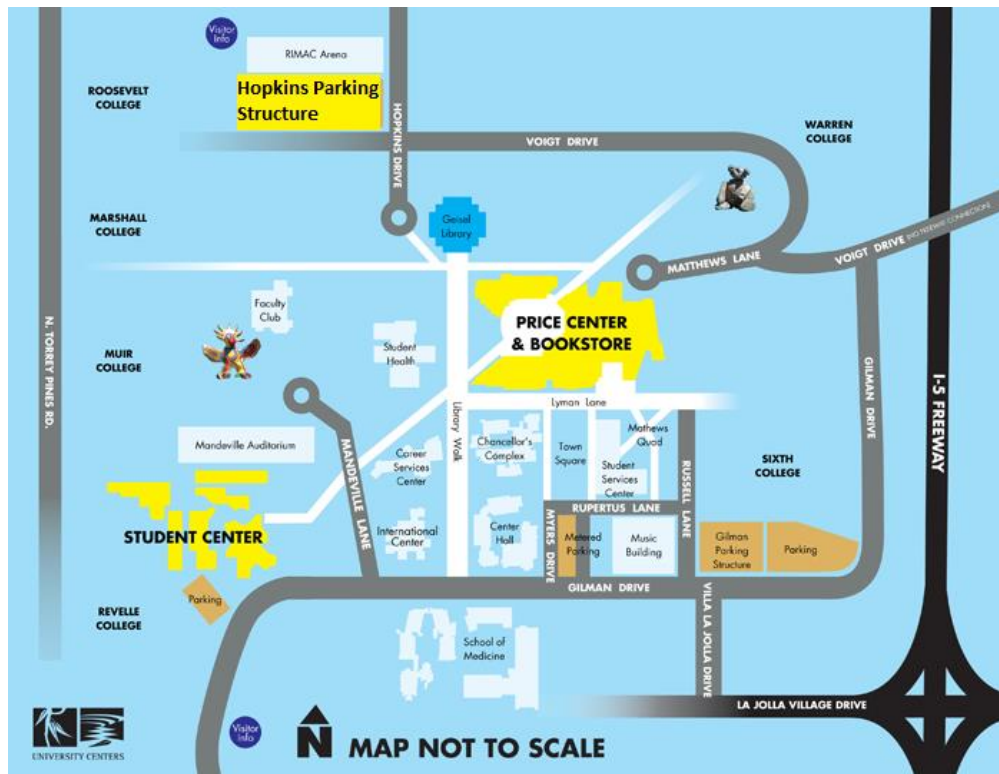 Visitor
Info
RIMAC Arena
Hopkins Parking
Structure
ROOSEVELT
COLLEGE
HOPKINS DRIVE
VOIGT DRIVE
WARREN
COLLEGE
MARSHALL
COLLEGE
Geisel
Library
MATTHEWS LANE
VOIGT DRIVE (NO FREEWAY CONNECTION)
Faculty
Club
PRICE CENTER
& BOOKSTORE
Student
Health
N. TORREY PINES RD.
MUIR
COLLEGE
GILMAN DRIVE
I-5 FREEWAY
Lyman Lane
Library Walk
Mandeville Auditorium
MANDEVILLE LANE
Career
Services
Center
Chancellor's
Complex
Town
Square
Mathews
Quad
Student
Services
Center
RUSSELL LANE
SIXTH
COLLEGE
STUDENT CENTER
International
Center
Center
Hall
RUPERTUS LANE
MYERS DRIVE
Metered
Parking
Music
Building
Gilman
Parking
Structure
Parking
Parking
GILMAN DRIVE
REVELLE
COLLEGE
VILLA LA JOLLA DRIVE
School of
Medicine
LA JOLLA VILLAGE DRIVE
UNIVERSITY CENTERS
Visitor
Info
N MAP NOT TO SCALE